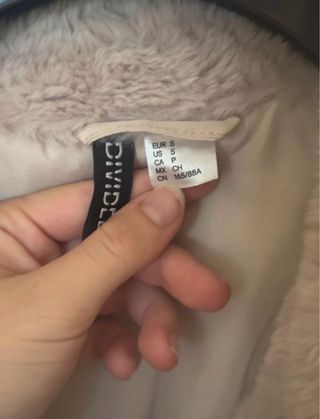 DIVIDE
EUR S
US S
CA P
MX CH
CN 165/88A